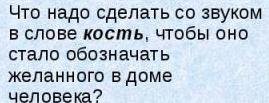 Что надо сделать со звуком
в слове кость, чтобы оно
стало обозначать
желанного в доме
человека?